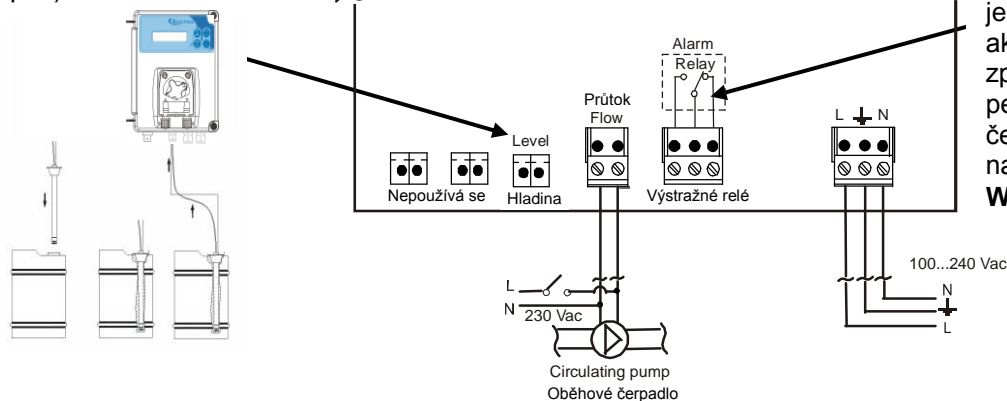 Alarm
Relay
Průtok
Flow
Level
L N
Nepoužívá se
Hladina
Výstražné relé
100...240 Vac
L
N
230 Vac
N
L
Circulating pump
Oběhové čerpadlo
je
ak
zp
pe
če
na
W